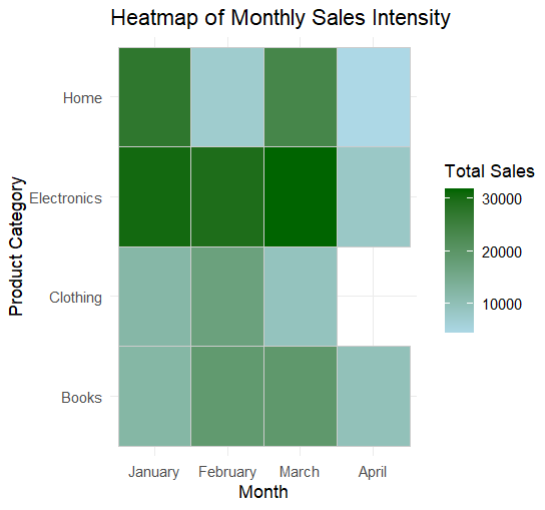 Heatmap of Monthly Sales Intensity
Product Category
Home
Electronics
Clothing
Books
January February March April
Month
Total Sales
30000
20000
10000